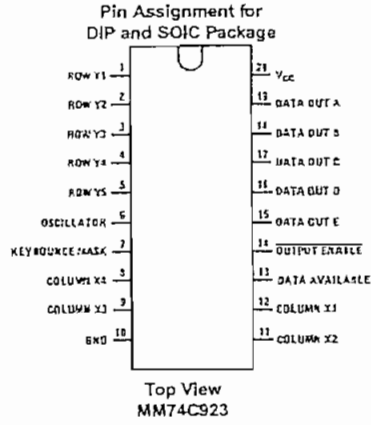 Pin Assignment for
DIP and SOIC Package
ROW Y1 1
ROW Y2 2
ROW Y3 3
ROW Y4 4
ROW Y5 5
OSCILLATOR 6
KEYBOUNCE MASK 7
COLUMN X4 8
COLUMN X3 9
GND 10
20 VCC
19 DATA OUT A
18 DATA OUT B
17 DATA OUT C
16 DATA OUT D
15 DATA OUT E
14 OUTPUT ENABLE
13 DATA AVAILABLE
12 COLUMN X1
11 COLUMN X2
Top View
MM74C923